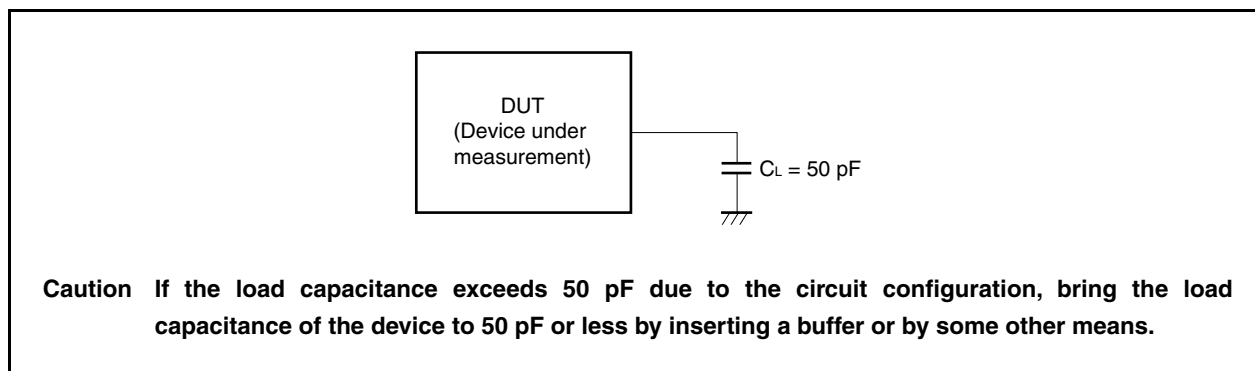 DUT
(Device under
measurement)
CL = 50 pF
Caution If the load capacitance exceeds 50 pF due to the circuit configuration, bring the load
capacitance of the device to 50 pF or less by inserting a buffer or by some other means.